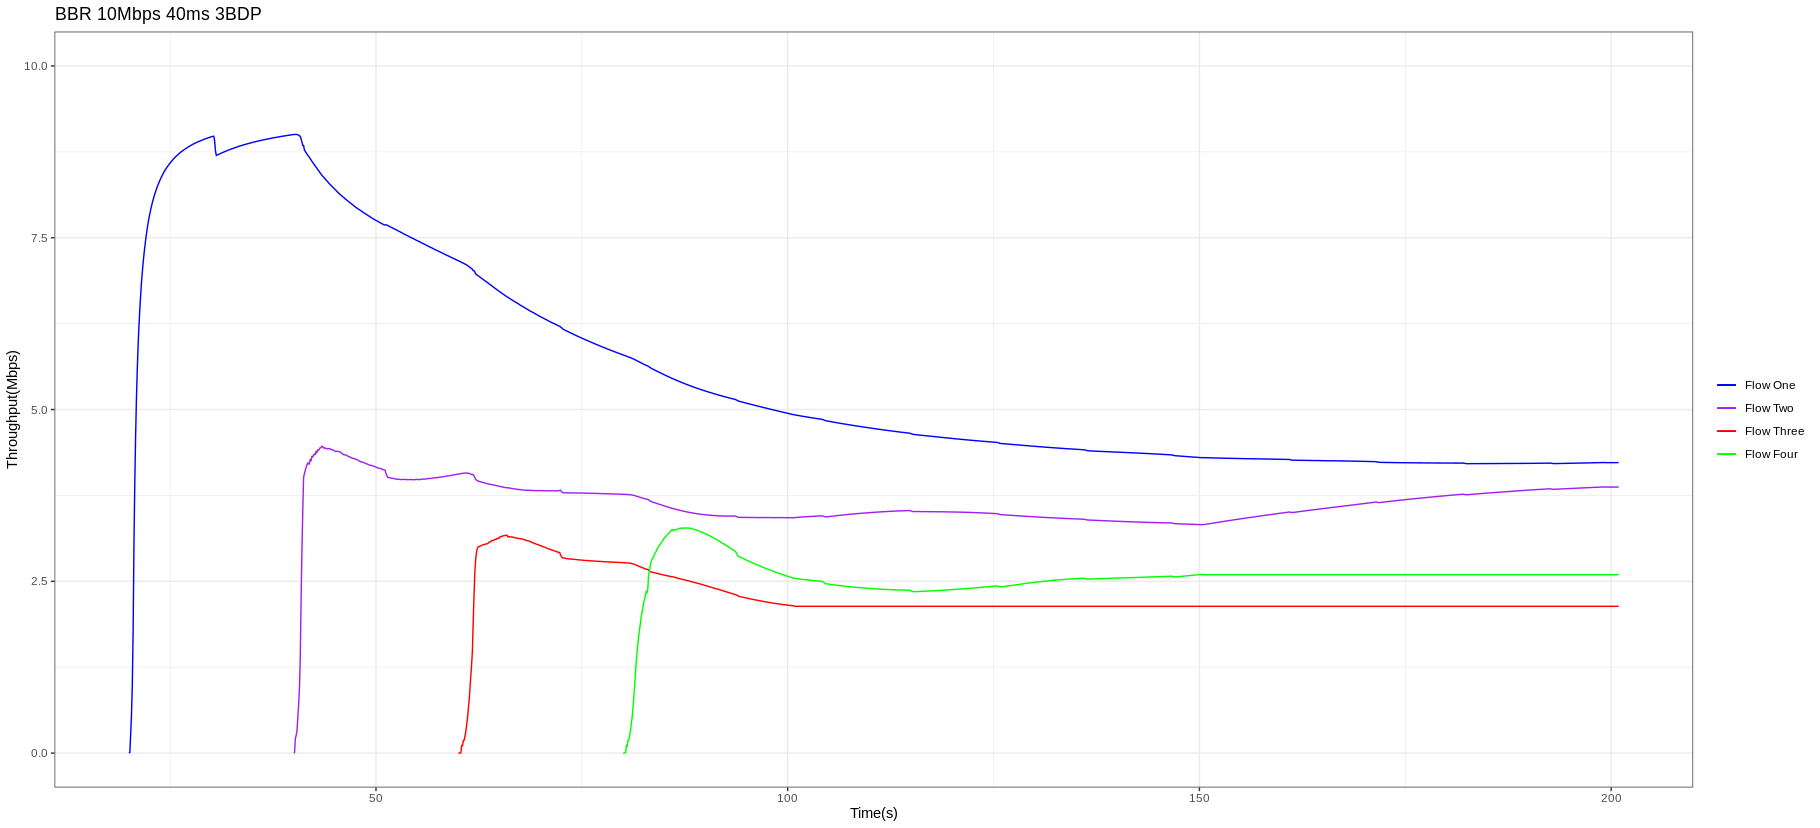 BBR 10Mbps 40ms 3BDP
10.0
7.5
5.0
2.5
0.0
Throughput(Mbps)
50
100
150
200
Time(s)
Flow One
Flow Two
Flow Three
Flow Four